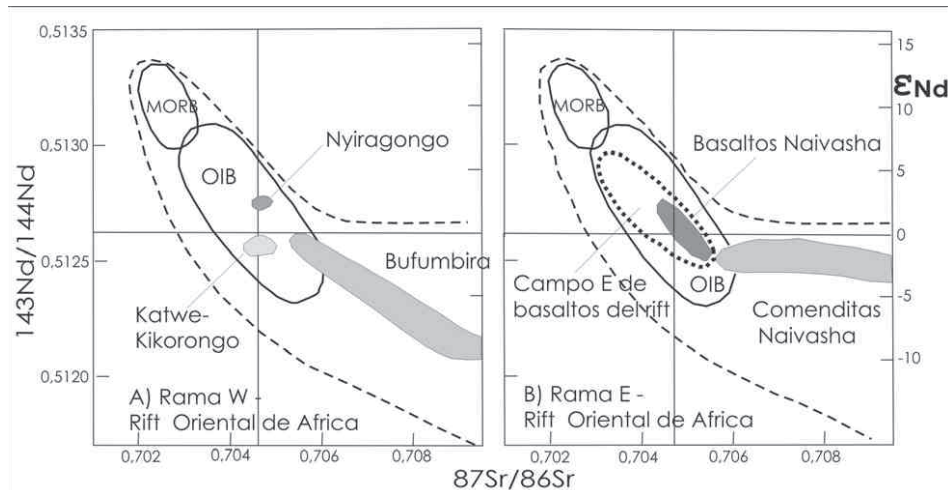 0,5135
0,5130
0,5125
0,5120
143Nd/144Nd
MORB
OIB
Nyiragongo
Bufumbira
Katwe-
Kikorongo
A) Rama W -
Rift Oriental de Africa
0,702
0,704
0,706
0,708
MORB
Basaltos Naivasha
Campo E de
basaltos del rift
OIB
Comenditas
Naivasha
B) Rama E -
Rift Oriental de Africa
0,702
0,704
0,706
0,708
15
10
5
0
-5
-10
εNd
87Sr/86Sr